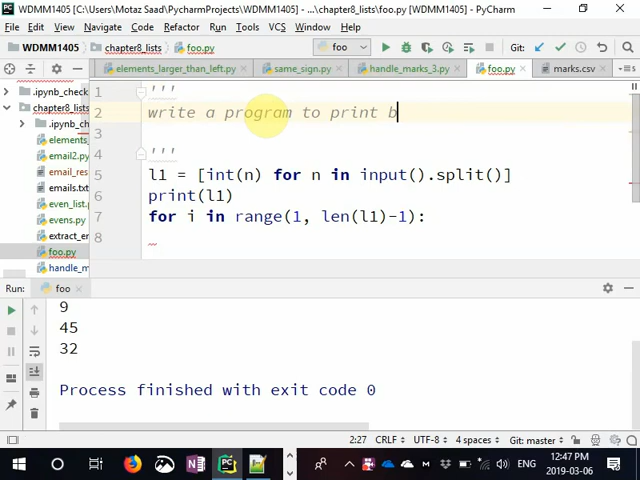 WDMM1405 [C:\Users\Motaz Saad\PycharmProjects\WDMM1405] - ...\chapter8_lists\foo.py - PyCharm
File Edit View Navigate Code Refactor Run Tools VCS Window Help
WDMM1405 chapter8_lists foo.py foo Git:
elements_larger_than_left.py same_sign.py handle_marks_3.py foo.py marks.csv
.ipynb_check
chapter8_lists
.ipynb_ch
elements
email2.py
email_res
emails.txt
even_list.p
evens.py
extract_er
foo.py
handle_m
1 '''
2 write a program to print b
3
4 '''
5 l1 = [int(n) for n in input().split()]
6 print(l1)
7 for i in range(1, len(l1)-1):
8
Run: foo
9
45
32
Process finished with exit code 0
2:27 CRLF UTF-8 4 spaces Git: master
ENG 12:47 PM
2019-03-06